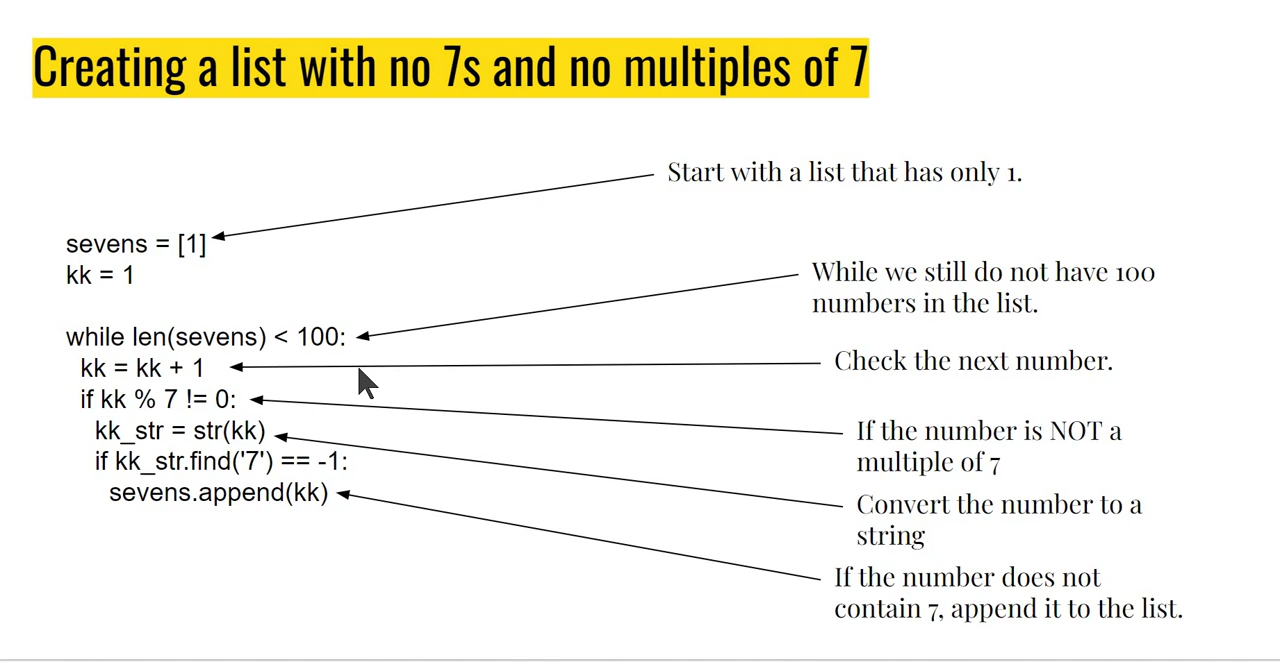 Creating a list with no 7s and no multiples of 7
Start with a list that has only 1.
sevens = [1]
kk = 1
While we still do not have 100
numbers in the list.
while len(sevens) < 100:
kk = kk + 1
Check the next number.
if kk % 7 != 0:
If the number is NOT a
multiple of 7
kk_str = str(kk)
if kk_str.find('7') == -1:
Convert the number to a
string
sevens.append(kk)
If the number does not
contain 7, append it to the list.